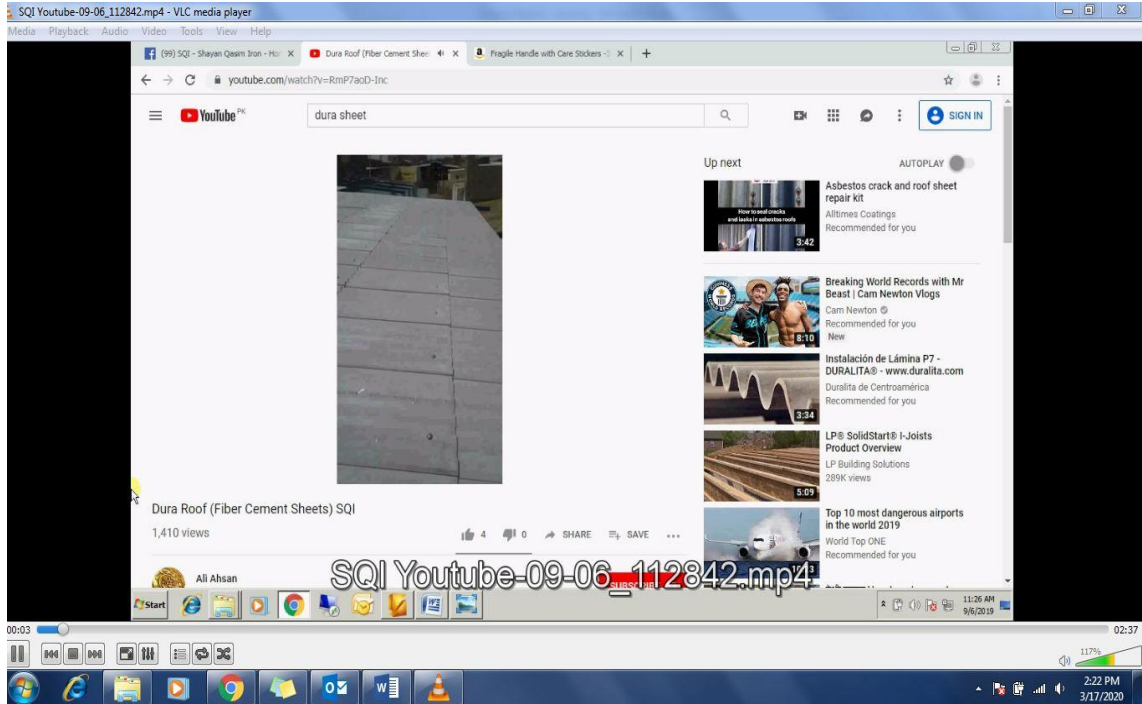 SQI Youtube-09-06_112842.mp4 - VLC media player
Media Playback Audio Video Tools View Help
(99) SQI - Shayan Qasim Iron - Ho
Dura Roof (Fiber Cement Shee
Fragile Handle with Care Stickers -
youtube.com/watch?v=RmP7aoD-Inc
YouTube PK
dura sheet
SIGN IN
Up next
AUTOPLAY
How to seal cracks
and leaks in asbestos roofs
3:42
Asbestos crack and roof sheet
repair kit
Alltimes Coatings
Recommended for you
8:10
Breaking World Records with Mr
Beast | Cam Newton Vlogs
Cam Newton
Recommended for you
New
3:34
Instalación de Lámina P7 -
DURALITA® - www.duralita.com
Duralita de Centroamérica
Recommended for you
5:09
LP® SolidStart® I-Joists
Product Overview
LP Building Solutions
289K views
Top 10 most dangerous airports
in the world 2019
World Top ONE
Recommended for you
Dura Roof (Fiber Cement Sheets) SQI
1,410 views
4 0 SHARE SAVE
Ali Ahsan
SUBSCRIBE
SQI Youtube-09-06_112842.mp4
Start
11:26 AM
9/6/2019
00:03
02:37
117%
2:22 PM
3/17/2020